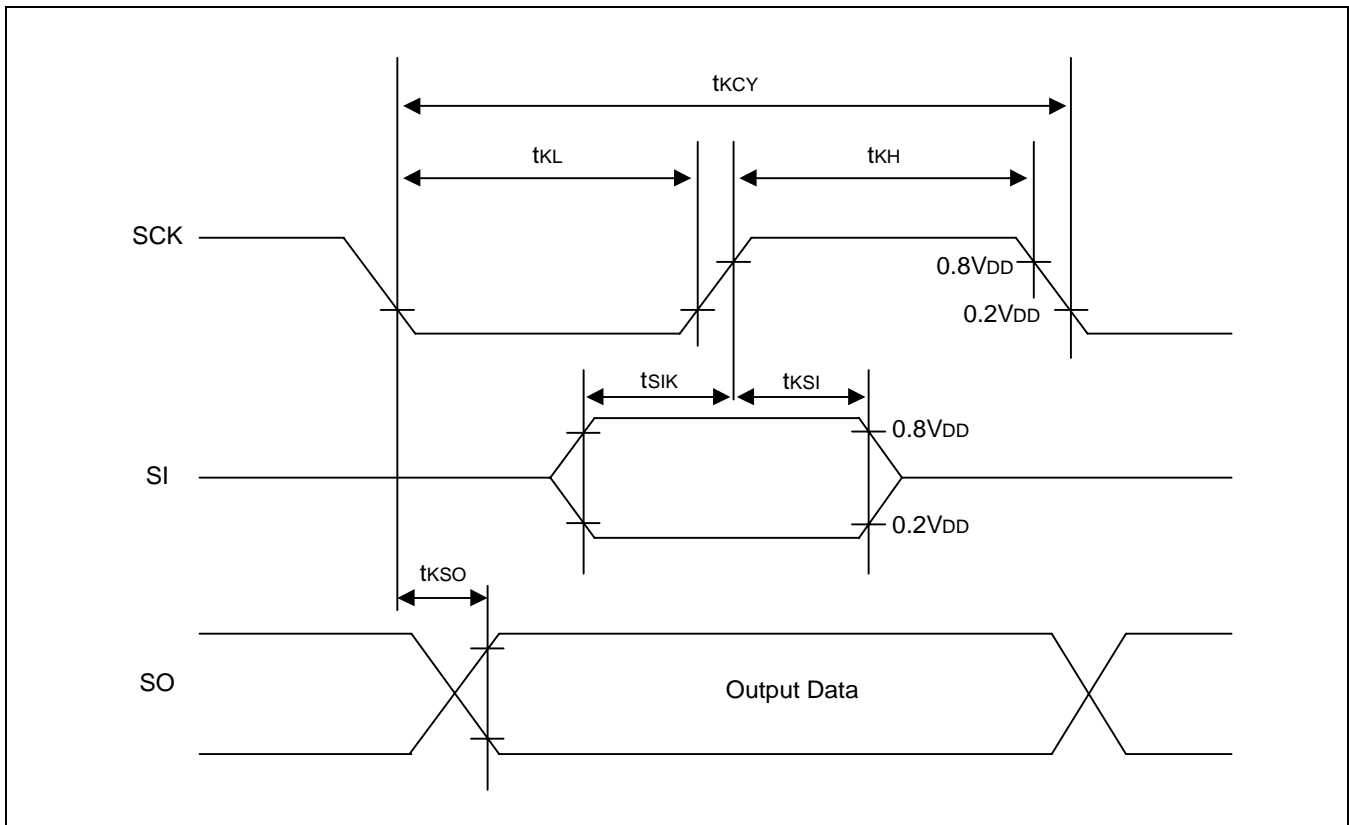 tKCY
tKL
tKH
SCK
0.8VDD
0.2VDD
tSIK
tKSI
0.8VDD
SI
0.2VDD
tKSO
SO
Output Data